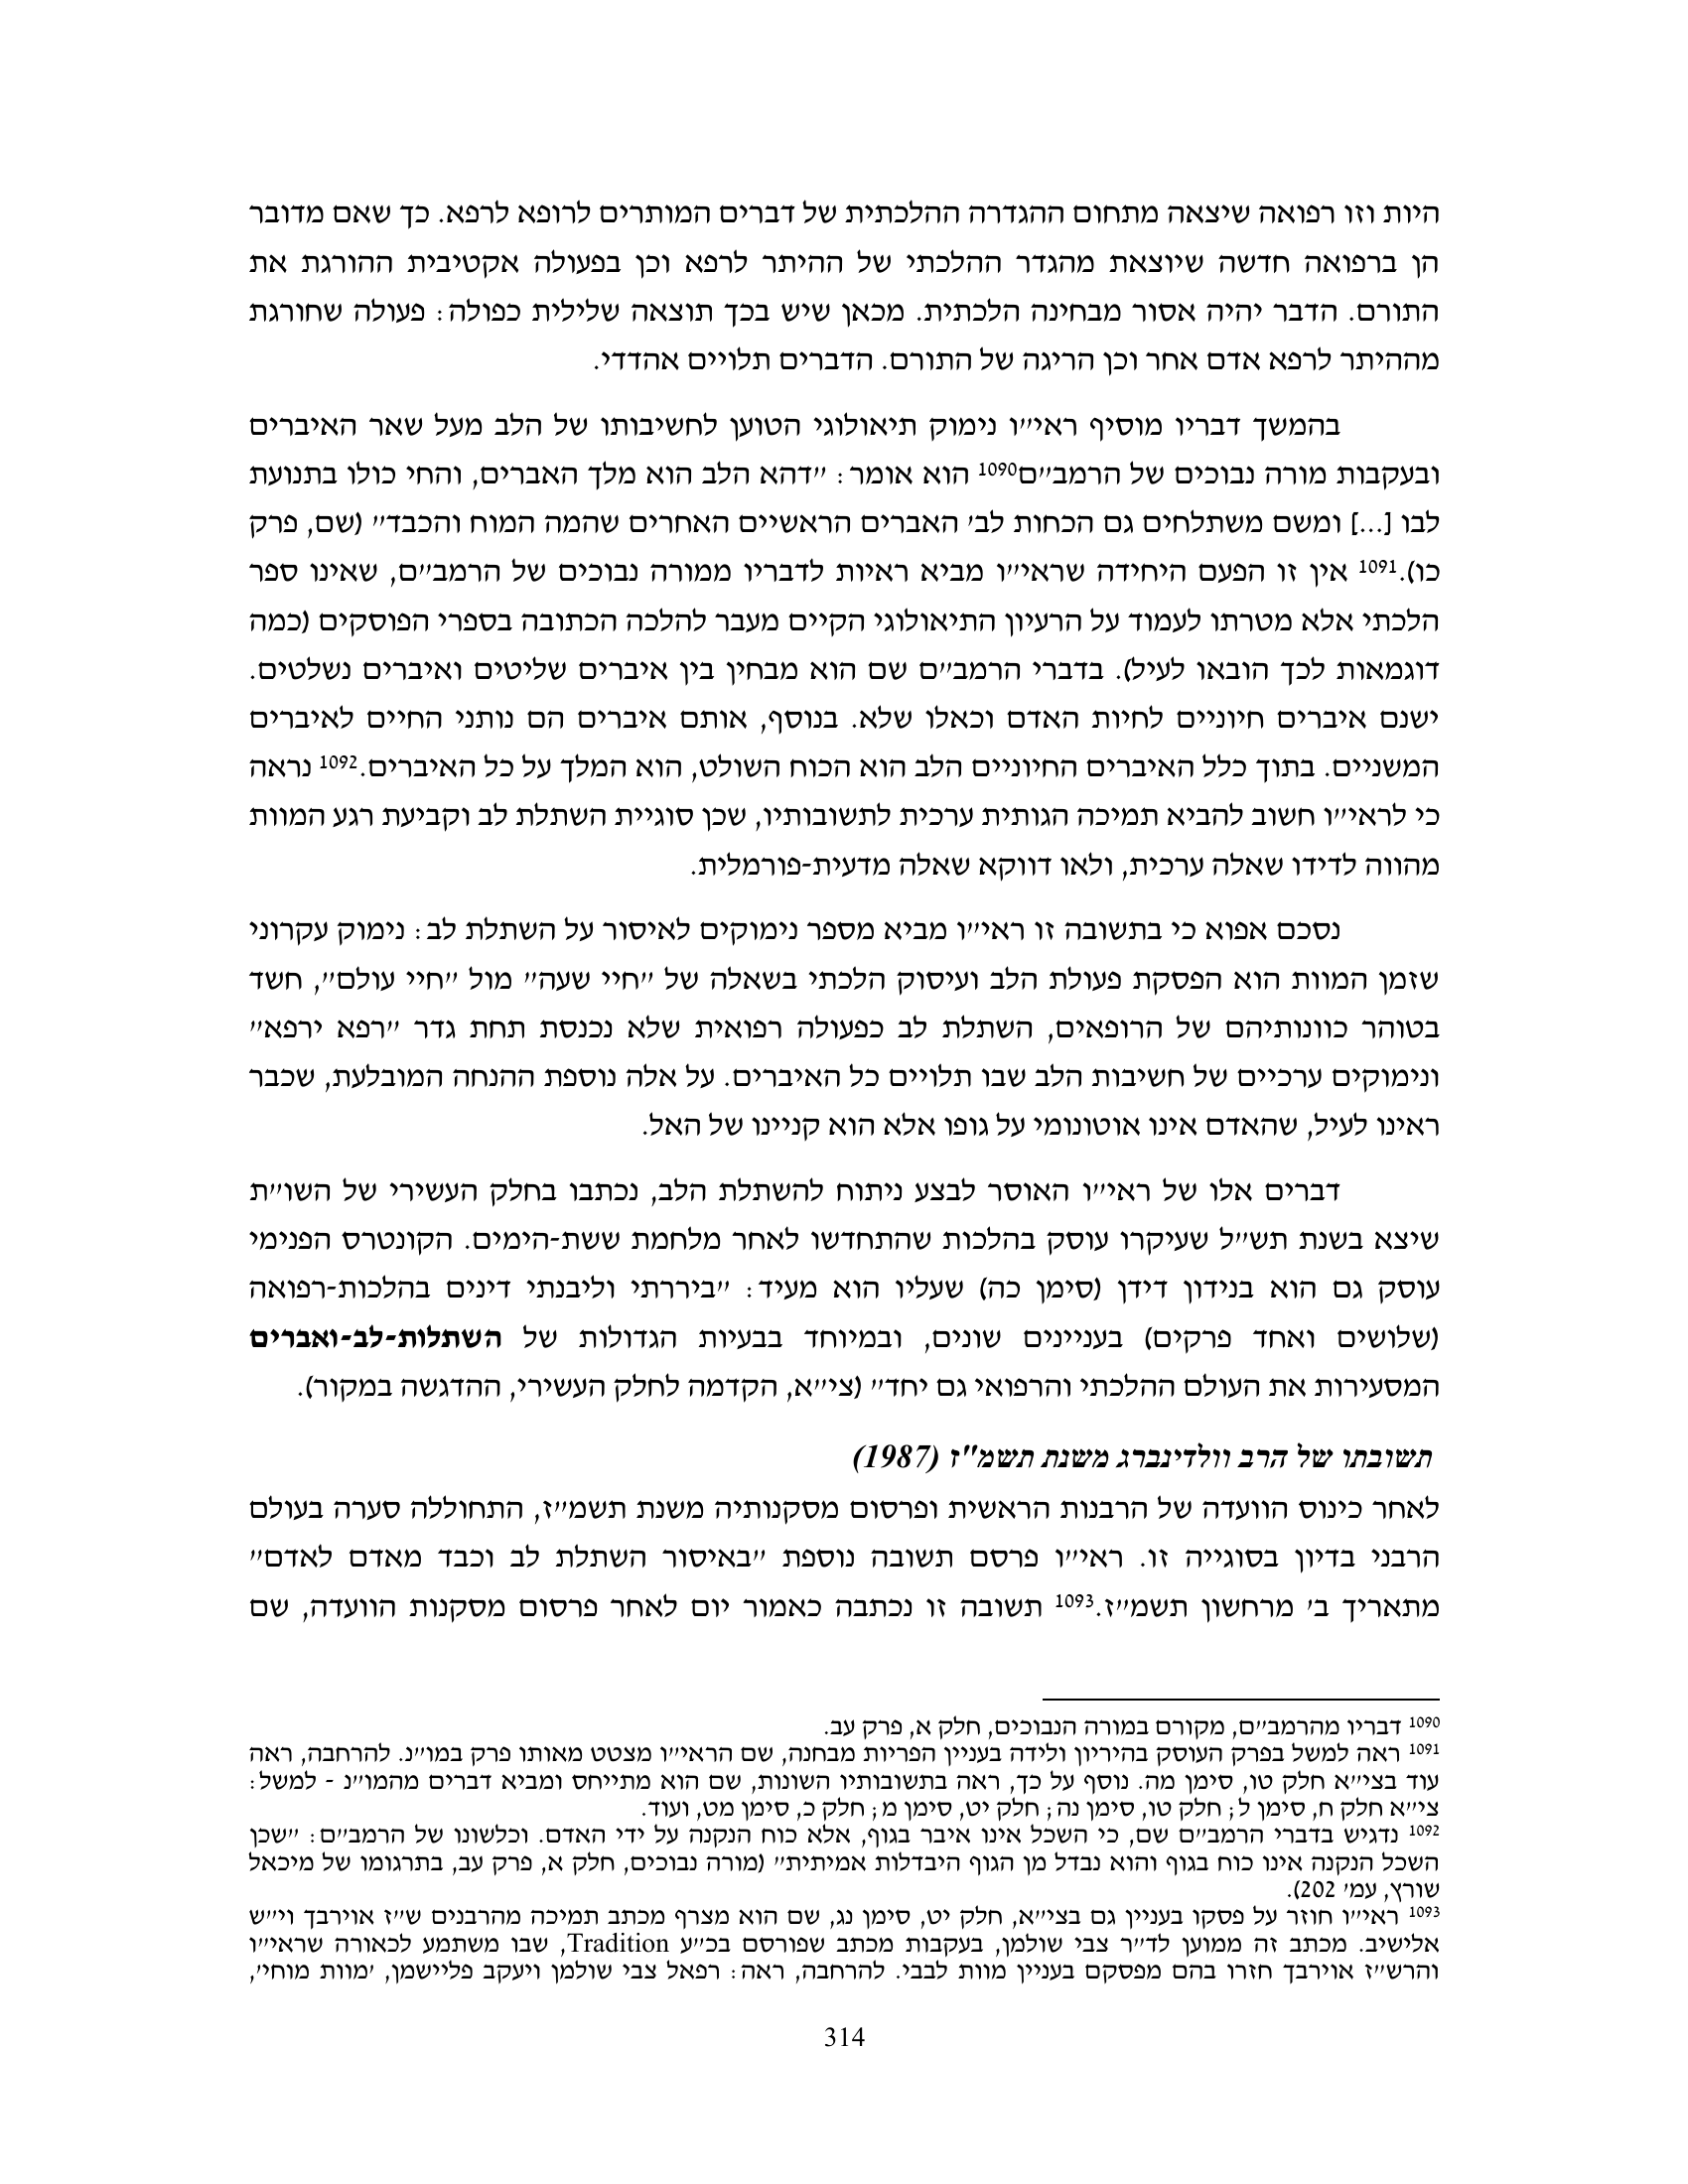 היות וזו רפואה שיצאה מתחום ההגדרה ההלכתית של דברים המותרים לרופא לרפא. כך שאם מדובר
הן ברפואה חדשה שיוצאת מהגדר ההלכתי של ההיתר לרפא וכן בפעולה אקטיבית ההורגת את
התורם. הדבר יהיה אסור מבחינה הלכתית. מכאן שיש בכך תוצאה שלילית כפולה: פעולה שחורגת
מההיתר לרפא אדם אחר וכן הריגה של התורם. הדברים תלויים אהדדי.
בהמשך דבריו מוסיף ראי״ו נימוק תיאולוגי הטוען לחשיבותו של הלב מעל שאר האיברים
ובעקבות מורה נבוכים של הרמב״ם1090 הוא אומר: ״דהא הלב הוא מלך האברים, והחי כולו בתנועת
לבו [...] ומשם משתלחים גם הכחות לב׳ האברים הראשיים האחרים שהמה המוח והכבד״ (שם, פרק
כו).1091 אין זו הפעם היחידה שראי״ו מביא ראיות לדבריו ממורה נבוכים של הרמב״ם, שאינו ספר
הלכתי אלא מטרתו לעמוד על הרעיון התיאולוגי הקיים מעבר להלכה הכתובה בספרי הפוסקים (כמה
דוגמאות לכך הובאו לעיל). בדברי הרמב״ם שם הוא מבחין בין איברים שליטים ואיברים נשלטים.
ישנם איברים חיוניים לחיות האדם וכאלו שלא. בנוסף, אותם איברים הם נותני החיים לאיברים
המשניים. בתוך כלל האיברים החיוניים הלב הוא הכוח השולט, הוא המלך על כל האיברים.1092 נראה
כי לראי״ו חשוב להביא תמיכה הגותית ערכית לתשובותיו, שכן סוגיית השתלת לב וקביעת רגע המוות
מהווה לדידו שאלה ערכית, ולאו דווקא שאלה מדעית-פורמלית.
נסכם אפוא כי בתשובה זו ראי״ו מביא מספר נימוקים לאיסור על השתלת לב: נימוק עקרוני
שזמן המוות הוא הפסקת פעולת הלב ועיסוק הלכתי בשאלה של ״חיי שעה״ מול ״חיי עולם״, חשד
בטוהר כוונותיהם של הרופאים, השתלת לב כפעולה רפואית שלא נכנסת תחת גדר ״רפא ירפא״
ונימוקים ערכיים של חשיבות הלב שבו תלויים כל האיברים. על אלה נוספת ההנחה המובלעת, שכבר
ראינו לעיל, שהאדם אינו אוטונומי על גופו אלא הוא קניינו של האל.
דברים אלו של ראי״ו האוסר לבצע ניתוח להשתלת הלב, נכתבו בחלק העשירי של השו״ת
שיצא בשנת תש״ל שעיקרו עוסק בהלכות שהתחדשו לאחר מלחמת ששת-הימים. הקונטרס הפנימי
עוסק גם הוא בנידון דידן (סימן כה) שעליו הוא מעיד: ״ביררתי וליבנתי דינים בהלכות-רפואה
(שלושים ואחד פרקים) בעניינים שונים, ובמיוחד בבעיות הגדולות של השתלות-לב-ואברים
המסעירות את העולם ההלכתי והרפואי גם יחד״ (צי״א, הקדמה לחלק העשירי, ההדגשה במקור).
תשובתו של הרב וולדינברג משנת תשמ"ז (1987)
לאחר כינוס הוועדה של הרבנות הראשית ופרסום מסקנותיה משנת תשמ״ז, התחוללה סערה בעולם
הרבני בדיון בסוגייה זו. ראי״ו פרסם תשובה נוספת ״באיסור השתלת לב וכבד מאדם לאדם״
מתאריך ב׳ מרחשון תשמ״ז.1093 תשובה זו נכתבה כאמור יום לאחר פרסום מסקנות הוועדה, שם
1090 דבריו מהרמב״ם, מקורם במורה הנבוכים, חלק א, פרק עב.
1091 ראה למשל בפרק העוסק בהיריון ולידה בעניין הפריות מבחנה, שם הראי״ו מצטט מאותו פרק במו״נ. להרחבה, ראה
עוד בצי״א חלק טו, סימן מה. נוסף על כך, ראה בתשובותיו השונות, שם הוא מתייחס ומביא דברים מהמו״נ - למשל:
צי״א חלק ח, סימן ל; חלק טו, סימן נה; חלק יט, סימן מ; חלק כ, סימן מט, ועוד.
1092 נדגיש בדברי הרמב״ם שם, כי השכל אינו איבר בגוף, אלא כוח הנקנה על ידי האדם. וכלשונו של הרמב״ם: ״שכן
השכל הנקנה אינו כוח בגוף והוא נבדל מן הגוף היבדלות אמיתית״ (מורה נבוכים, חלק א, פרק עב, בתרגומו של מיכאל
שורץ, עמ׳ 202).
1093 ראי״ו חוזר על פסקו בעניין גם בצי״א, חלק יט, סימן נג, שם הוא מצרף מכתב תמיכה מהרבנים ש״ז אוירבך וי״ש
אלישיב. מכתב זה ממוען לד״ר צבי שולמן, בעקבות מכתב שפורסם בכ״ע Tradition, שבו משתמע לכאורה שראי״ו
והרש״ז אוירבך חזרו בהם מפסקם בעניין מוות לבבי. להרחבה, ראה: רפאל צבי שולמן ויעקב פליישמן, ׳מוות מוחי׳,
314